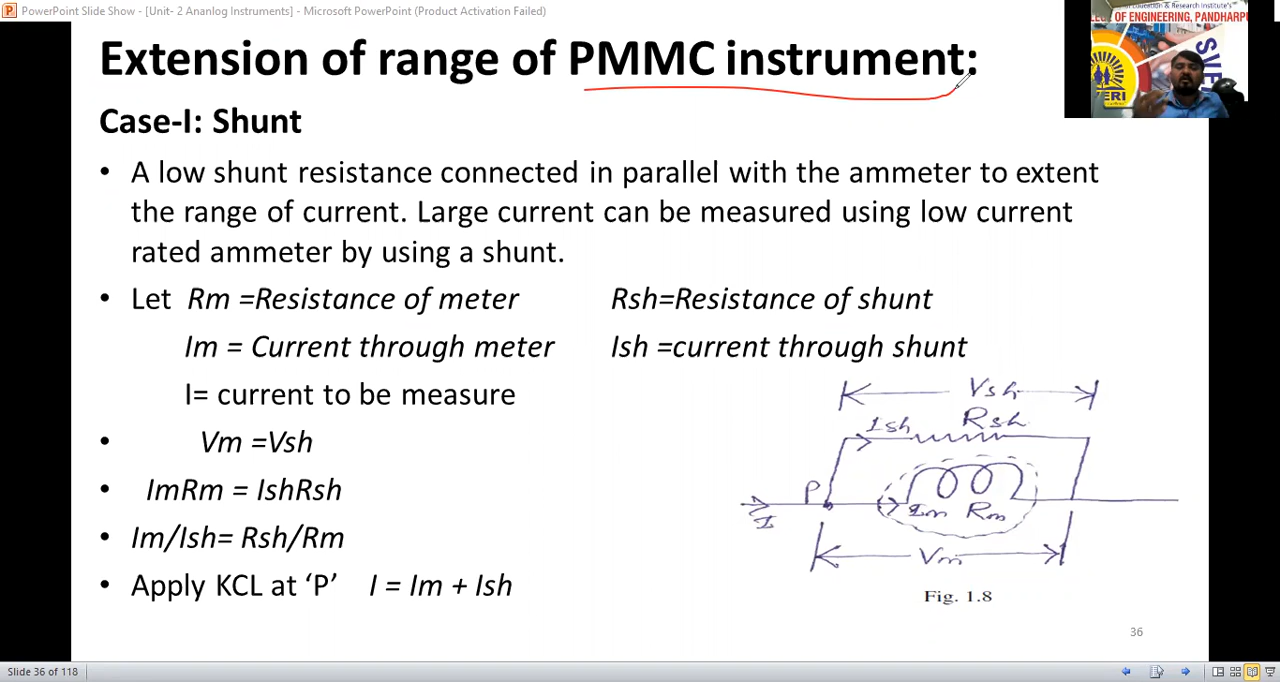 PowerPoint Slide Show - [Unit- 2 Ananlog Instruments] - Microsoft PowerPoint (Product Activation Failed)
Education & Research Institute's
OF ENGINEERING, PANDHARP
Extension of range of PMMC instrument:
Case-I: Shunt
• A low shunt resistance connected in parallel with the ammeter to extent
the range of current. Large current can be measured using low current
rated ammeter by using a shunt.
• Let Rm =Resistance of meter Rsh=Resistance of shunt
Im = Current through meter Ish =current through shunt
I= current to be measure
• Vm =Vsh
• ImRm = IshRsh
• Im/Ish= Rsh/Rm
• Apply KCL at ‘P’ I = Im + Ish
Vsh
Ish Rsh
P
I
Im Rm
Vm
Fig. 1.8
36
Slide 36 of 118